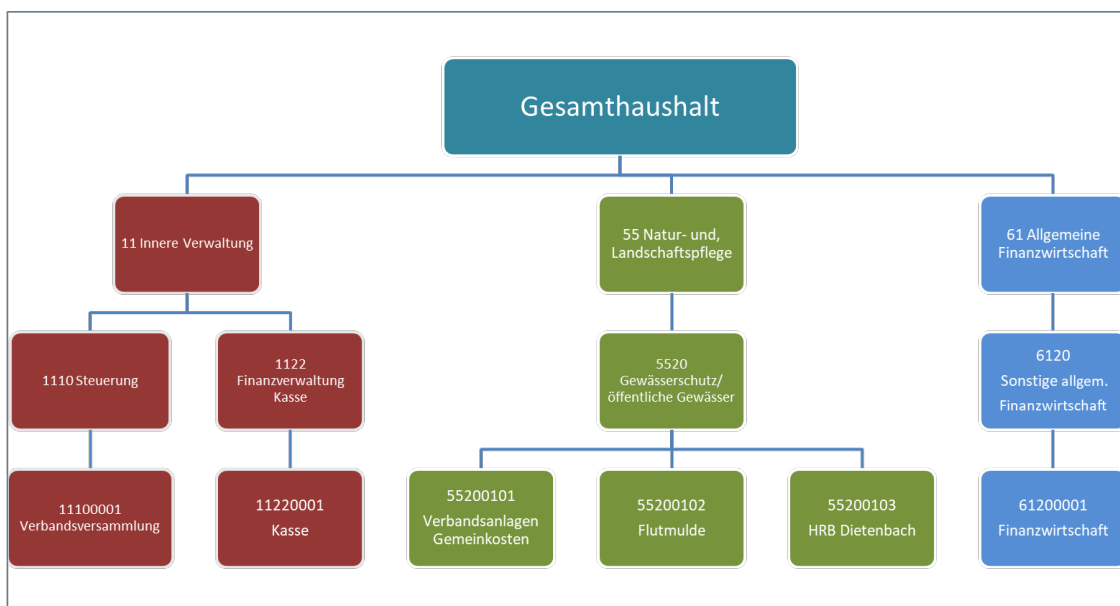 Gesamthaushalt
11 Innere Verwaltung
55 Natur- und,
Landschaftspflege
61 Allgemeine
Finanzwirtschaft
1110 Steuerung
1122
Finanzverwaltung
Kasse
5520
Gewässerschutz/
öffentliche Gewässer
6120
Sonstige allgem.
Finanzwirtschaft
11100001
Verbandsversammlung
11220001
Kasse
55200101
Verbandsanlagen
Gemeinkosten
55200102
Flutmulde
55200103
HRB Dietenbach
61200001
Finanzwirtschaft